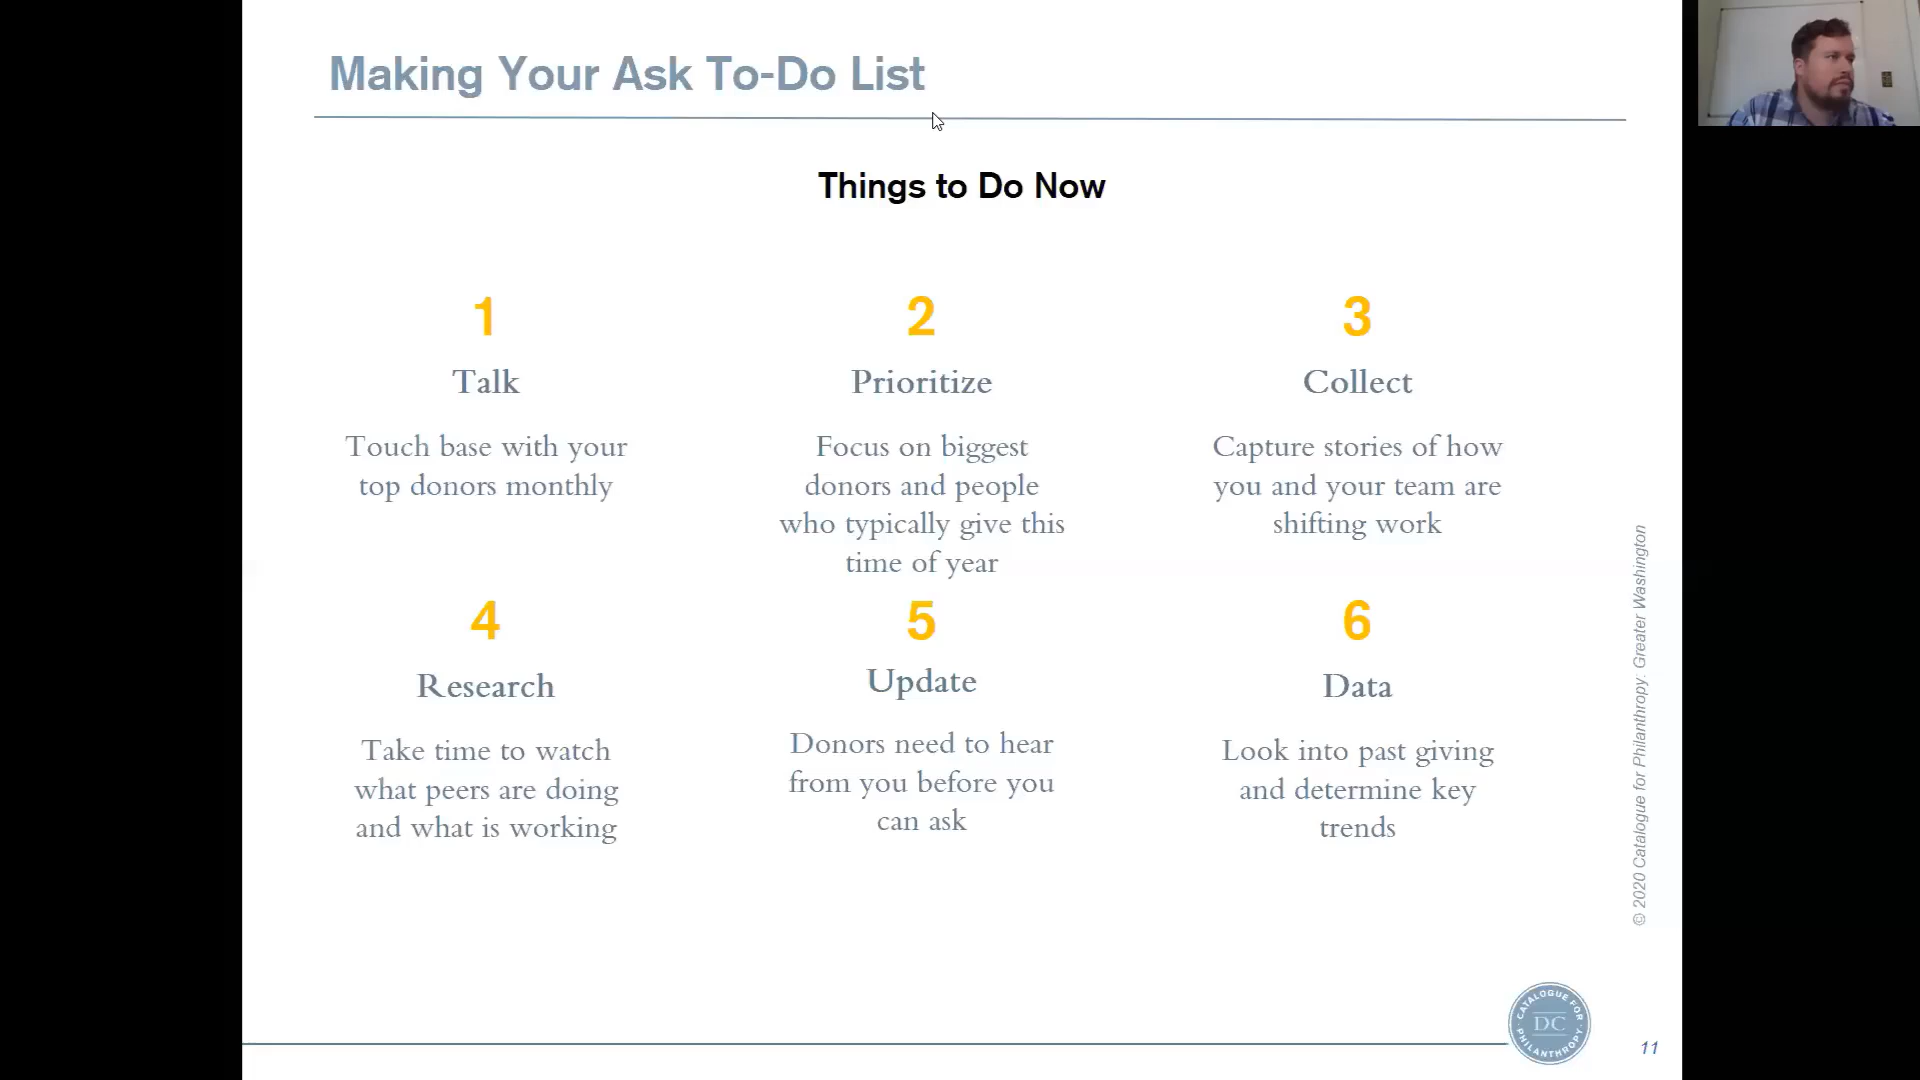 Making Your Ask To-Do List
Things to Do Now
1
Talk
Touch base with your
top donors monthly
2
Prioritize
Focus on biggest
donors and people
who typically give this
time of year
3
Collect
Capture stories of how
you and your team are
shifting work
4
Research
Take time to watch
what peers are doing
and what is working
5
Update
Donors need to hear
from you before you
can ask
6
Data
Look into past giving
and determine key
trends
© 2020 Catalogue for Philanthropy: Greater Washington
CATALOGUE FOR
DC
PHILANTHROPY
11